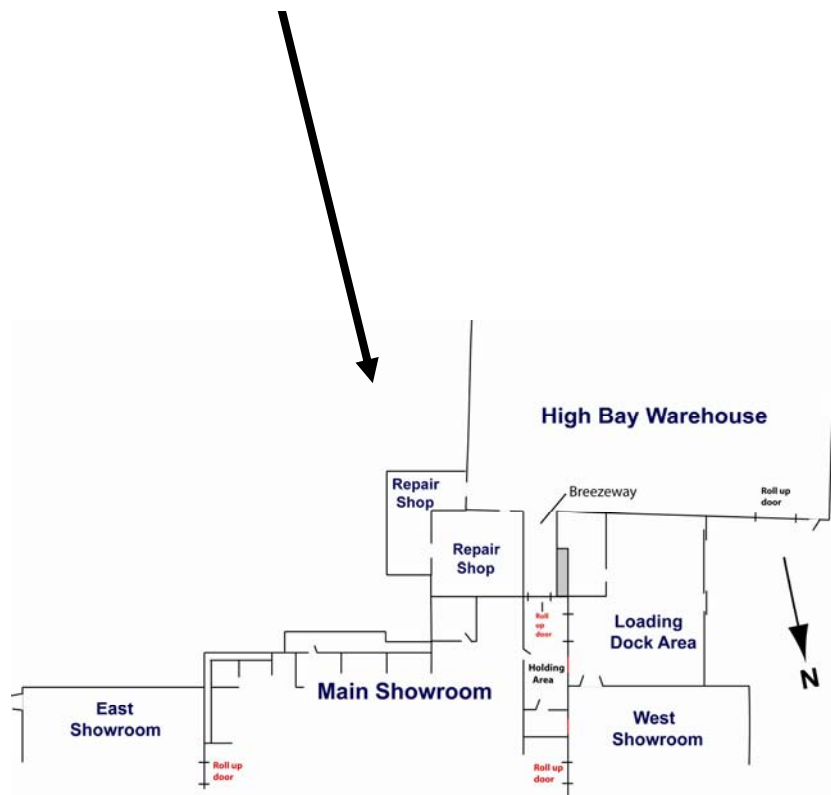 High Bay Warehouse
Repair
Shop
Breezeway
Roll up
door
Repair
Shop
Roll
up
door
Loading
Dock Area
Holding
Area
Main Showroom
N
East
Showroom
West
Showroom
Roll up
door
Roll up
door